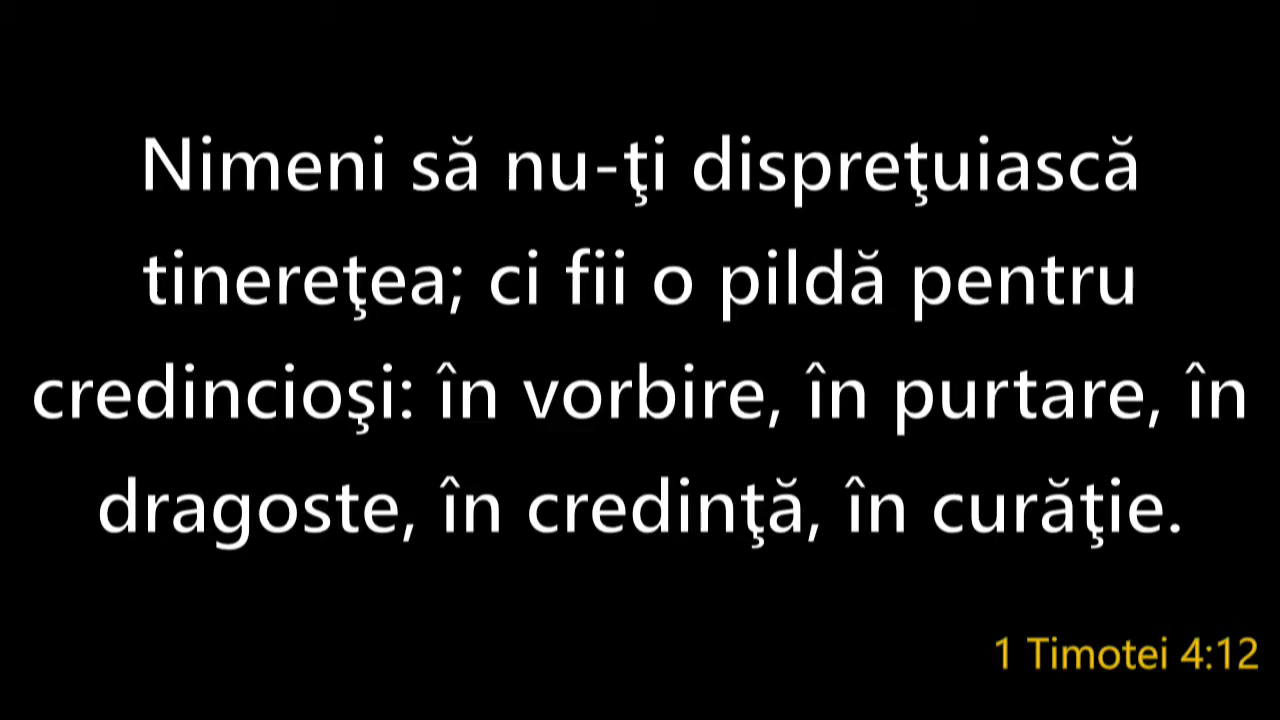 Nimeni să nu-ţi dispreţuiască
tinereţea; ci fii o pildă pentru
credincioşi: în vorbire, în purtare, în
dragoste, în credinţă, în curăţie.
1 Timotei 4:12